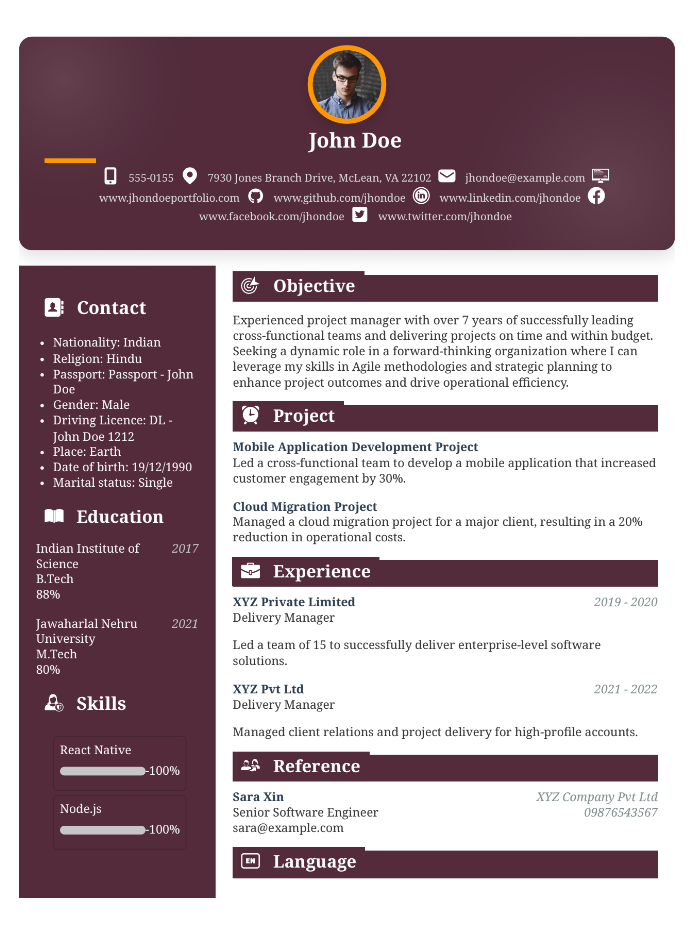 John Doe
555-0155 7930 Jones Branch Drive, McLean, VA 22102 jhondoe@example.com
www.jhondoeportfolio.com www.github.com/jhondoe www.linkedin.com/jhondoe
www.facebook.com/jhondoe www.twitter.com/jhondoe
Contact
• Nationality: Indian
• Religion: Hindu
• Passport: Passport - John
Doe
• Gender: Male
• Driving Licence: DL -
John Doe 1212
• Place: Earth
• Date of birth: 19/12/1990
• Marital status: Single
Education
Indian Institute of 2017
Science
B.Tech
88%
Jawaharlal Nehru 2021
University
M.Tech
80%
Skills
React Native
-100%
Node.js
-100%
Objective
Experienced project manager with over 7 years of successfully leading
cross-functional teams and delivering projects on time and within budget.
Seeking a dynamic role in a forward-thinking organization where I can
leverage my skills in Agile methodologies and strategic planning to
enhance project outcomes and drive operational efficiency.
Project
Mobile Application Development Project
Led a cross-functional team to develop a mobile application that increased
customer engagement by 30%.
Cloud Migration Project
Managed a cloud migration project for a major client, resulting in a 20%
reduction in operational costs.
Experience
XYZ Private Limited 2019 - 2020
Delivery Manager
Led a team of 15 to successfully deliver enterprise-level software
solutions.
XYZ Pvt Ltd 2021 - 2022
Delivery Manager
Managed client relations and project delivery for high-profile accounts.
Reference
Sara Xin XYZ Company Pvt Ltd
Senior Software Engineer 09876543567
sara@example.com
EN Language